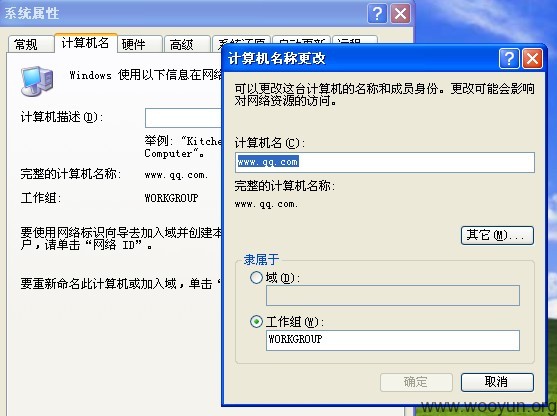 系统属性
常规 计算机名 硬件 高级 系统还原 自动更新 远程
Windows 使用以下信息在网络
计算机描述(D):
举例: "Kitche
Computer"。
完整的计算机名称: www.qq.com.
工作组: WORKGROUP
要使用网络标识向导去加入域并创建本
户，请单击“网络 ID”。
要重新命名此计算机或加入域，单击“
计算机名称更改
可以更改这台计算机的名称和成员身份。更改可能会影响
对网络资源的访问。
计算机名(C):
www.qq.com
完整的计算机名称:
www.qq.com.
其它(M)...
隶属于
域(D):
工作组(W):
WORKGROUP
确定 取消
www.wooyun.org